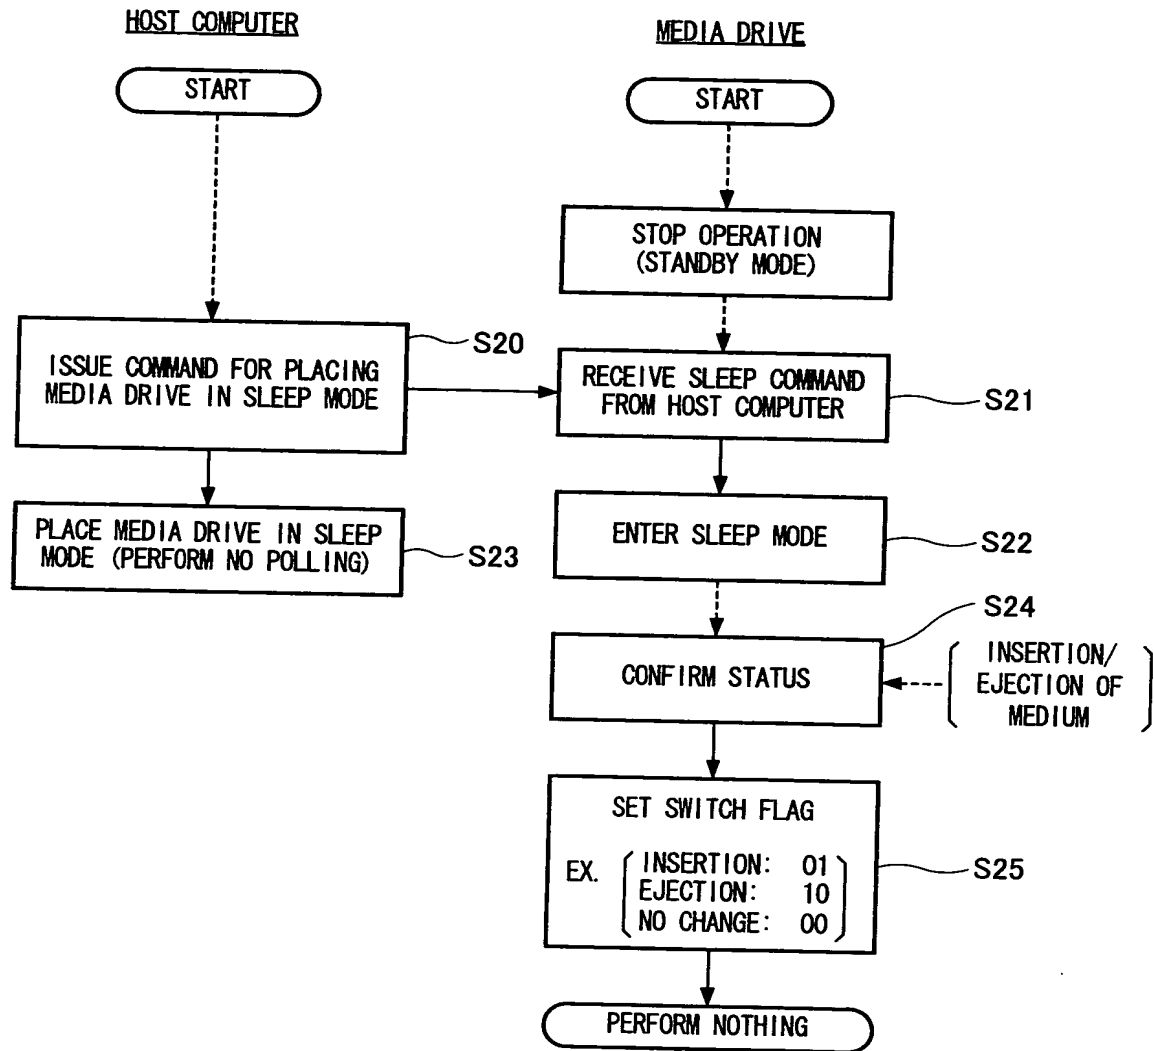 HOST COMPUTER
START
ISSUE COMMAND FOR PLACING
MEDIA DRIVE IN SLEEP MODE
S20
PLACE MEDIA DRIVE IN SLEEP
MODE (PERFORM NO POLLING)
S23
MEDIA DRIVE
START
STOP OPERATION
(STANDBY MODE)
RECEIVE SLEEP COMMAND
FROM HOST COMPUTER
S21
ENTER SLEEP MODE
S22
CONFIRM STATUS
S24
INSERTION/
EJECTION OF
MEDIUM
SET SWITCH FLAG
EX.
INSERTION: 01
EJECTION: 10
NO CHANGE: 00
S25
PERFORM NOTHING